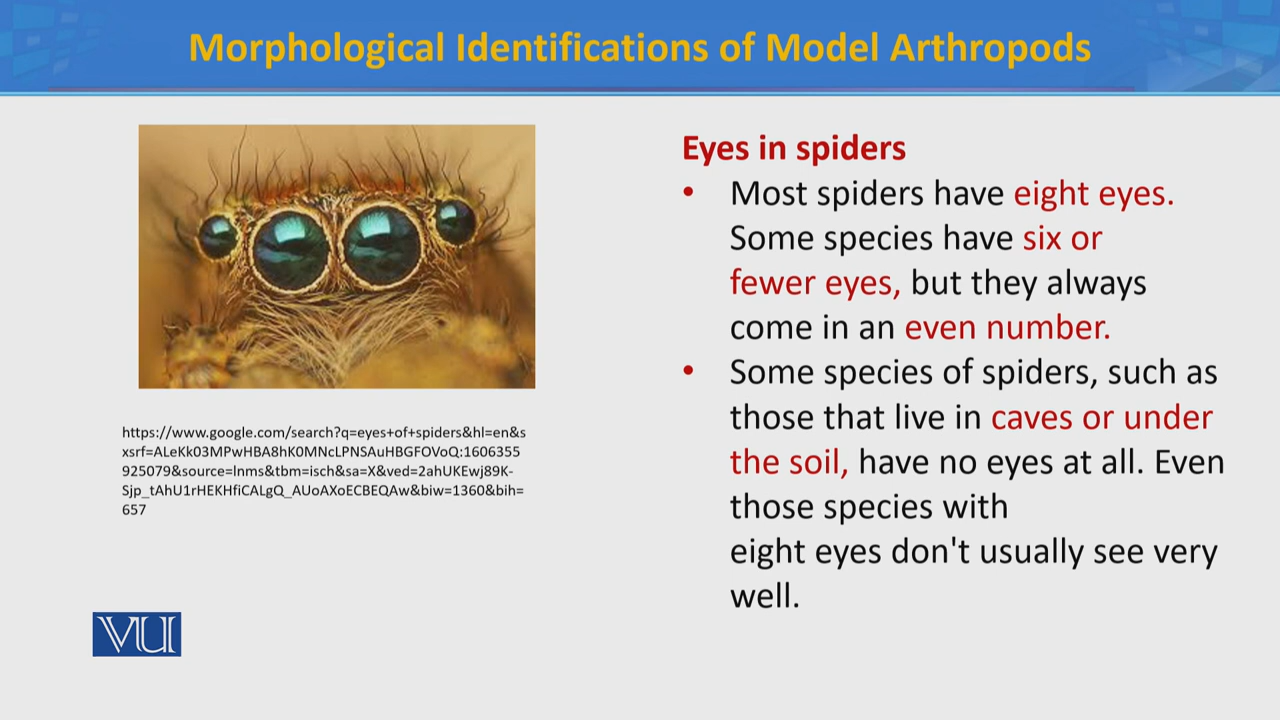 Morphological Identifications of Model Arthropods
Eyes in spiders
• Most spiders have eight eyes.
Some species have six or
fewer eyes, but they always
come in an even number.
• Some species of spiders, such as
those that live in caves or under
the soil, have no eyes at all. Even
those species with
eight eyes don't usually see very
well.
https://www.google.com/search?q=eyes+of+spiders&hl=en&s
xsrf=ALeKk03MPwHBA8hK0MNcLPNSAuHBGFOVoQ:1606355
925079&source=lnms&tbm=isch&sa=X&ved=2ahUKEwj89K-
Sjp_tAhU1rHEKHfiCALgQ_AUoAXoECBEQAw&biw=1360&bih=
657
VU